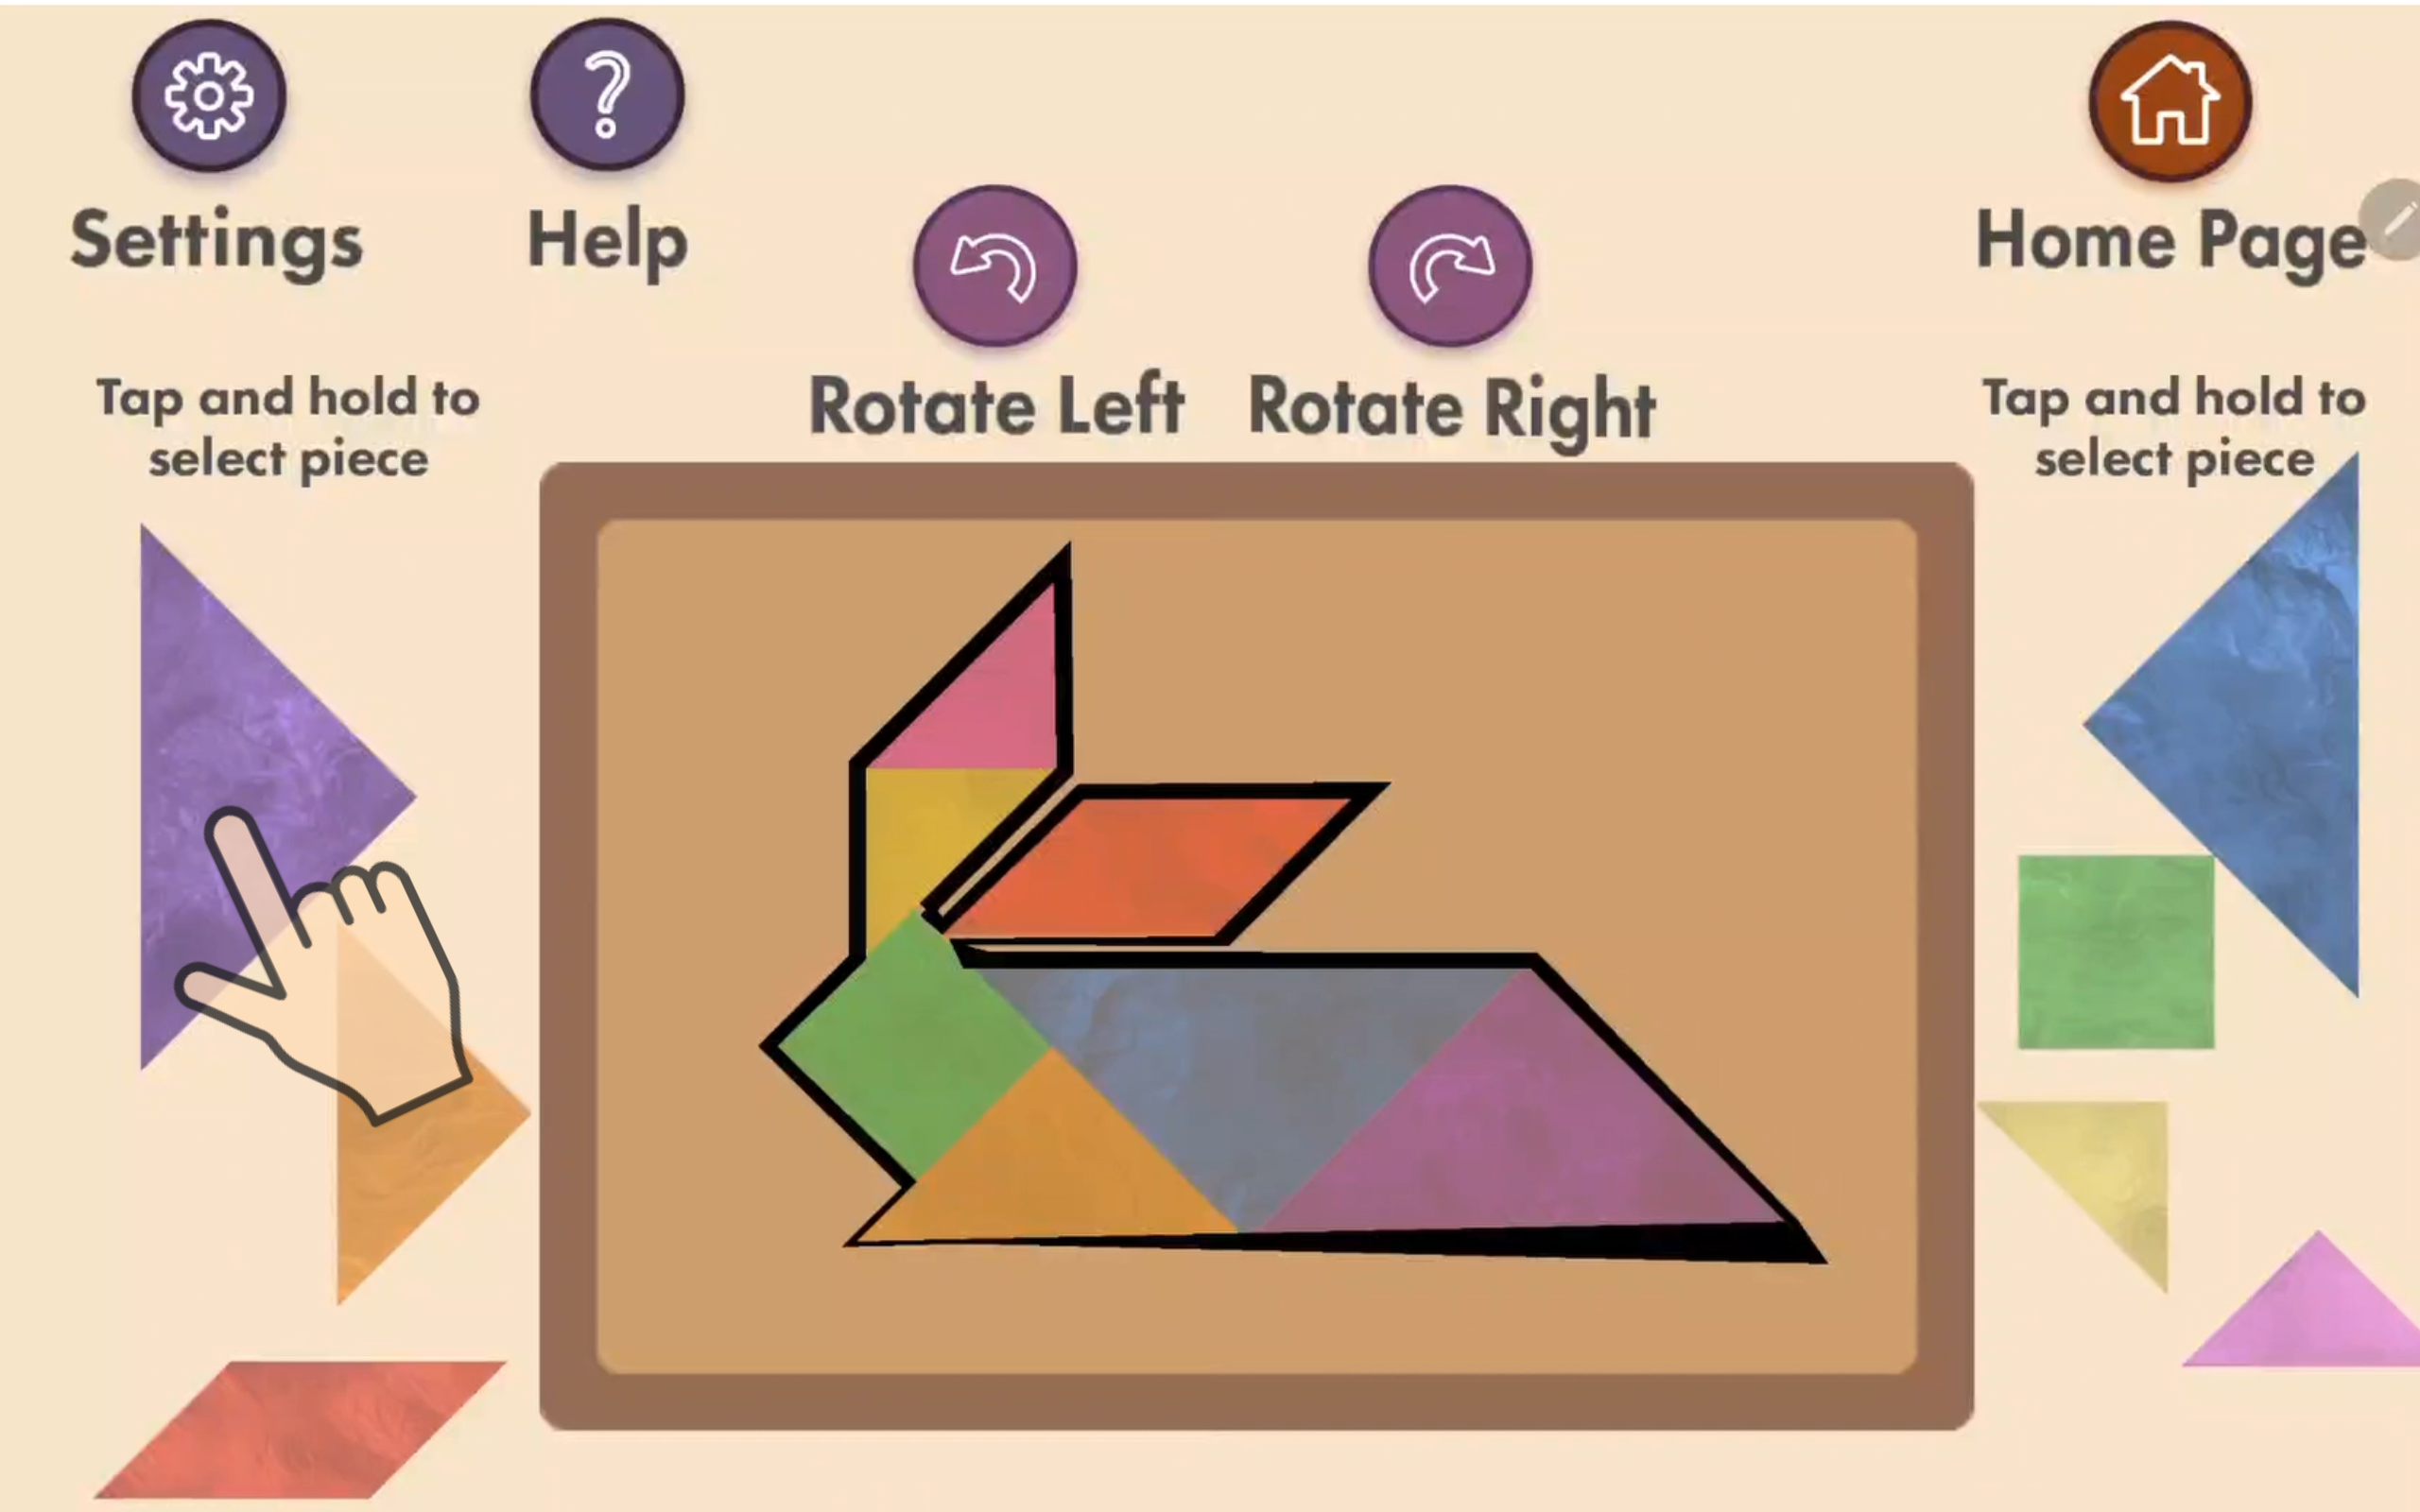 Settings
Help
Home Page
Rotate Left
Rotate Right
Tap and hold to
select piece
Tap and hold to
select piece